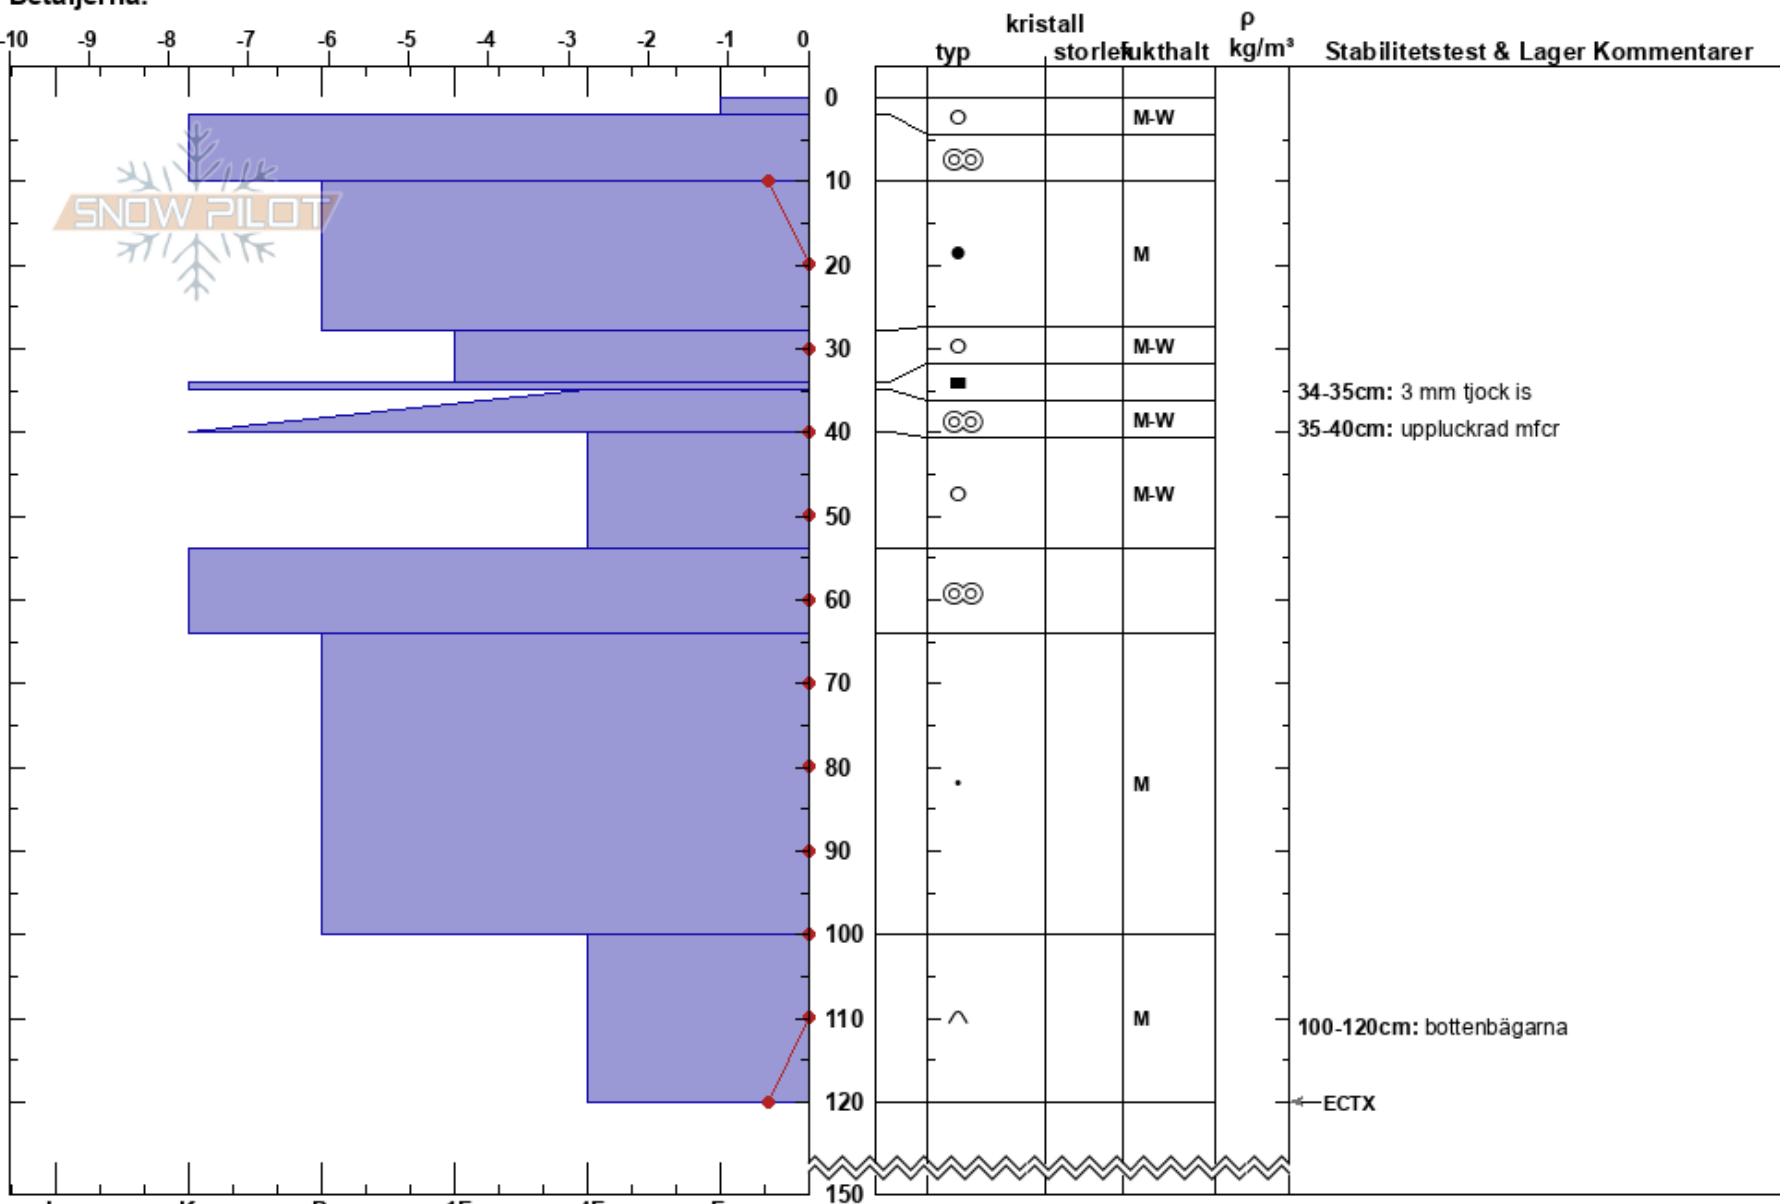 kristall
ρ
-10 -9 -8 -7 -6 -5 -4 -3 -2 -1 0
typ storlek fukthalt kg/m³ Stabilitetstest & Lager Kommentarer
0
M-W
10
SNOW PILOT
M
20
30 M-W
34-35cm: 3 mm tjock is
M-W
35-40cm: uppluckrad mfcr
40
M-W
50
60
70
80
M
90
100
110 M
100-120cm: bottenbägarna
120 ECTX
150